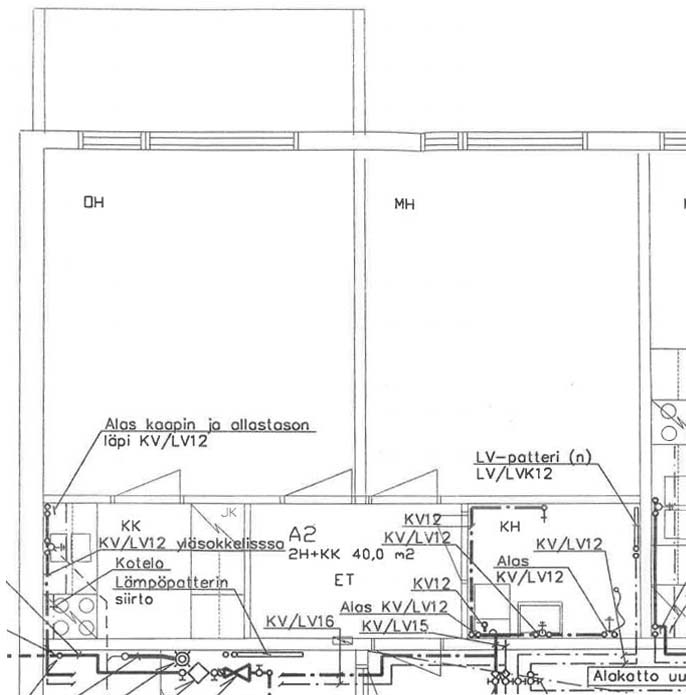 OH
MH
Alas kaapin ja allastason
läpi KV/LV12
LV-patteri (n)
LV/LVK12
KK
JK
A2
2H+KK 40,0 m2
ET
KV/LV12 yläsokkelisssa
Kotelo
Lämpöpatterin
siirto
KV12
KH
KV/LV12
KV/LV12
Alas
KV/LV12
KV12
Alas KV/LV12
KV/LV16
KV/LV15
Alakatto uu